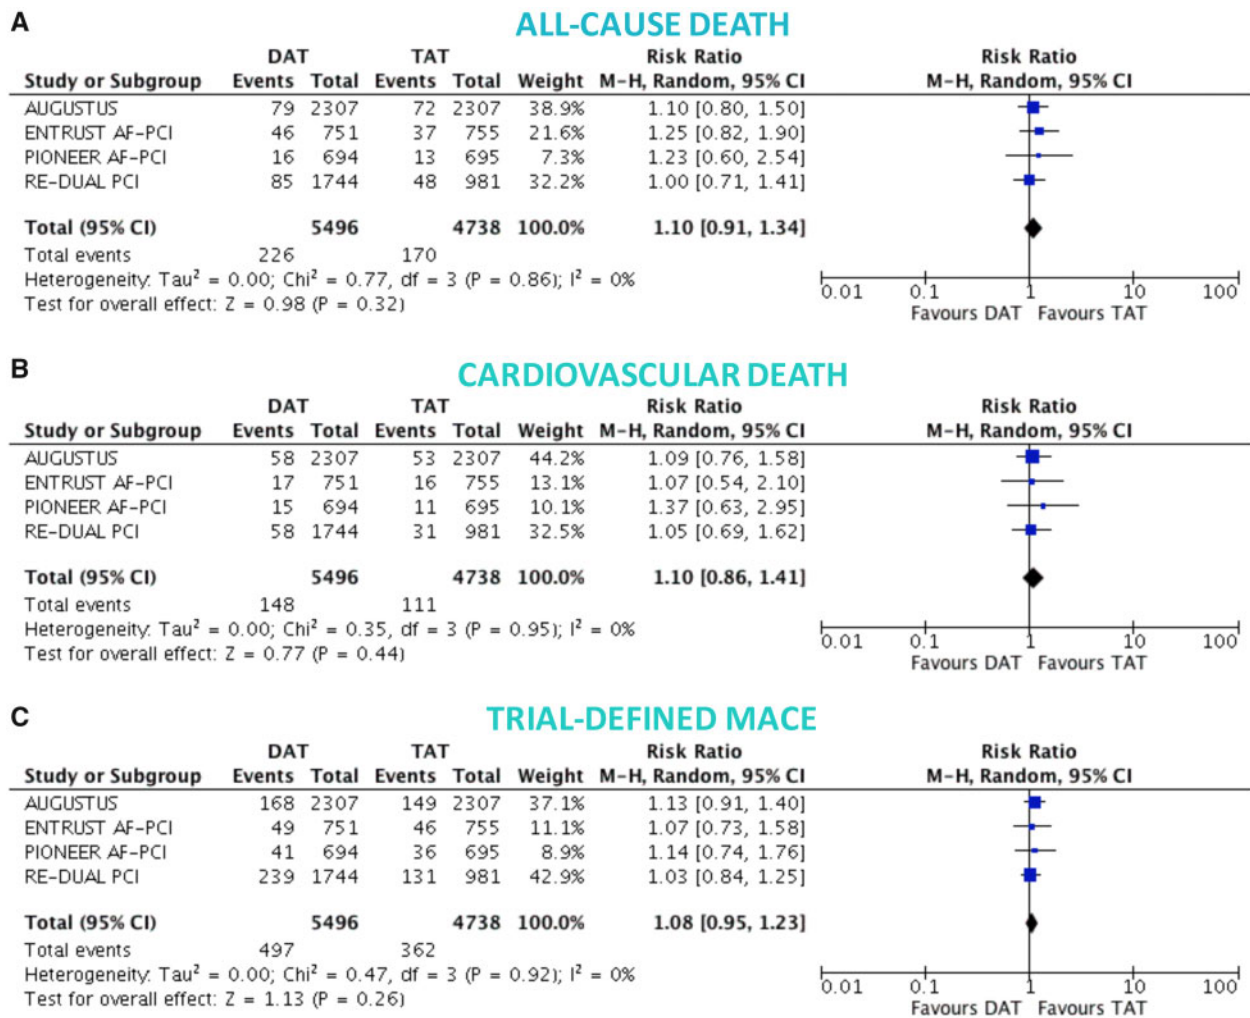 A
ALL-CAUSE DEATH
DAT TAT Risk Ratio Risk Ratio
Study or Subgroup Events Total Events Total Weight M-H, Random, 95% CI M-H, Random, 95% CI
AUGUSTUS 79 2307 72 2307 38.9% 1.10 [0.80, 1.50]
ENTRUST AF-PCI 46 751 37 755 21.6% 1.25 [0.82, 1.90]
PIONEER AF-PCI 16 694 13 695 7.3% 1.23 [0.60, 2.54]
RE-DUAL PCI 85 1744 48 981 32.2% 1.00 [0.71, 1.41]
Total (95% CI) 5496 4738 100.0% 1.10 [0.91, 1.34]
Total events 226 170
Heterogeneity: Tau² = 0.00; Chi² = 0.77, df = 3 (P = 0.86); I² = 0%
Test for overall effect: Z = 0.98 (P = 0.32)
0.01 0.1 1 10 100
Favours DAT Favours TAT
B
CARDIOVASCULAR DEATH
DAT TAT Risk Ratio Risk Ratio
Study or Subgroup Events Total Events Total Weight M-H, Random, 95% CI M-H, Random, 95% CI
AUGUSTUS 58 2307 53 2307 44.2% 1.09 [0.76, 1.58]
ENTRUST AF-PCI 17 751 16 755 13.1% 1.07 [0.54, 2.10]
PIONEER AF-PCI 15 694 11 695 10.1% 1.37 [0.63, 2.95]
RE-DUAL PCI 58 1744 31 981 32.5% 1.05 [0.69, 1.62]
Total (95% CI) 5496 4738 100.0% 1.10 [0.86, 1.41]
Total events 148 111
Heterogeneity: Tau² = 0.00; Chi² = 0.35, df = 3 (P = 0.95); I² = 0%
Test for overall effect: Z = 0.77 (P = 0.44)
0.01 0.1 1 10 100
Favours DAT Favours TAT
C
TRIAL-DEFINED MACE
DAT TAT Risk Ratio Risk Ratio
Study or Subgroup Events Total Events Total Weight M-H, Random, 95% CI M-H, Random, 95% CI
AUGUSTUS 168 2307 149 2307 37.1% 1.13 [0.91, 1.40]
ENTRUST AF-PCI 49 751 46 755 11.1% 1.07 [0.73, 1.58]
PIONEER AF-PCI 41 694 36 695 8.9% 1.14 [0.74, 1.76]
RE-DUAL PCI 239 1744 131 981 42.9% 1.03 [0.84, 1.25]
Total (95% CI) 5496 4738 100.0% 1.08 [0.95, 1.23]
Total events 497 362
Heterogeneity: Tau² = 0.00; Chi² = 0.47, df = 3 (P = 0.92); I² = 0%
Test for overall effect: Z = 1.13 (P = 0.26)
0.01 0.1 1 10 100
Favours DAT Favours TAT